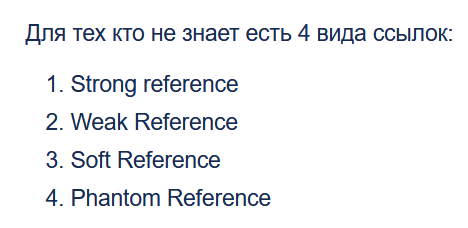 Для тех кто не знает есть 4 вида ссылок:
1. Strong reference
2. Weak Reference
3. Soft Reference
4. Phantom Reference